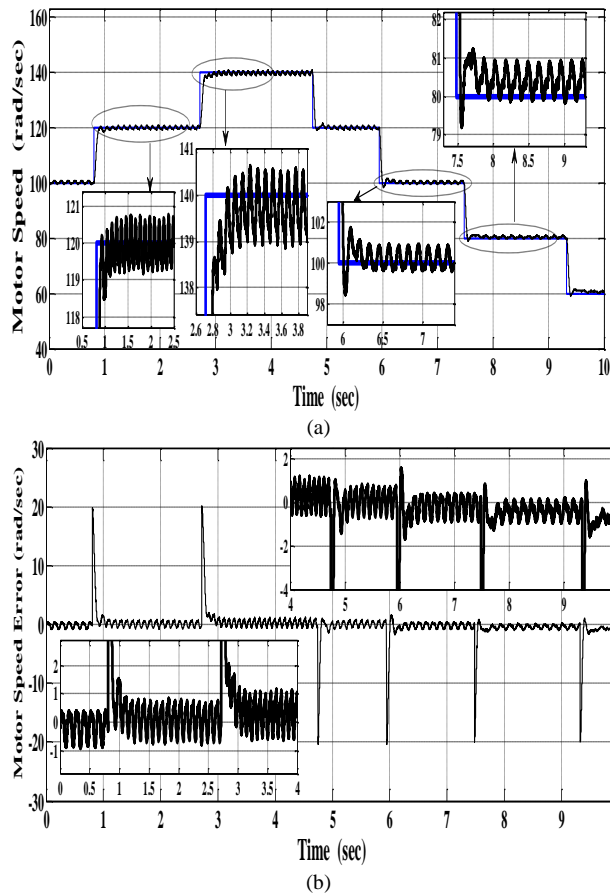 160
140
120
100
80
60
40
Motor Speed (rad/sec)
82
81
80
79
7.5 8 8.5 9
141
140
139
138
2.6 2.8 3 3.2 3.4 3.6 3.8
121
120
119
118
0.5 1 1.5 2 2.5
102
100
98
6 6.5 7
0 1 2 3 4 5 6 7 8 9 10
Time (sec)
(a)
30
20
10
0
-10
-20
-30
Motor Speed Error (rad/sec)
2
0
-2
-4
4 5 6 7 8 9
2
1
0
-1
0 0.5 1 1.5 2 2.5 3 3.5 4
0 1 2 3 4 5 6 7 8 9
Time (sec)
(b)